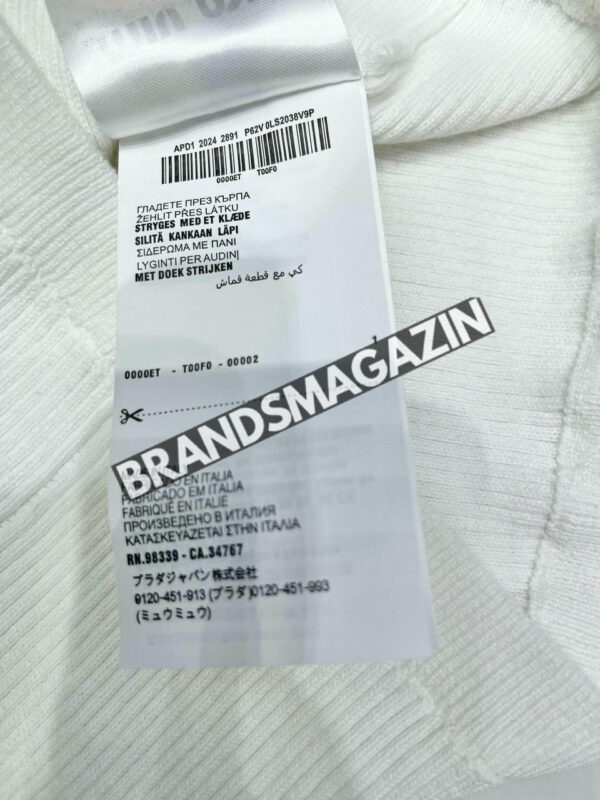 APD1 2024 2891 P62V 0LS2038V9P
0000ET T00F0
ГЛАДЕТЕ ПРЕЗ КЪРПА
ŽEHLIT PŘES LÁTKU
STRYGES MED ET KLÆDE
SILITÄ KANKAAN LÄPI
ΣΙΔΕΡΩΜΑ ΜΕ ΠΑΝΙ
LYGINTI PER AUDINĮ
MET DOEK STRIJKEN
كي مع قطعة قماش
1
0000ET - T00F0 - 00002
BRANDSMAGAZIN
EN ITALIA
FABRICADO EM ITALIA
FABRIQUÉ EN ITALIE
ПРОИЗВЕДЕНО В ИТАЛИЯ
ΚΑΤΑΣΚΕΥΑΖΕΤΑΙ ΣΤΗΝ ΙΤΑΛΙΑ
RN.98339 - CA.34767
プラダジャパン株式会社
0120-451-913 (プラダ)0120-451-993
(ミュウミュウ)